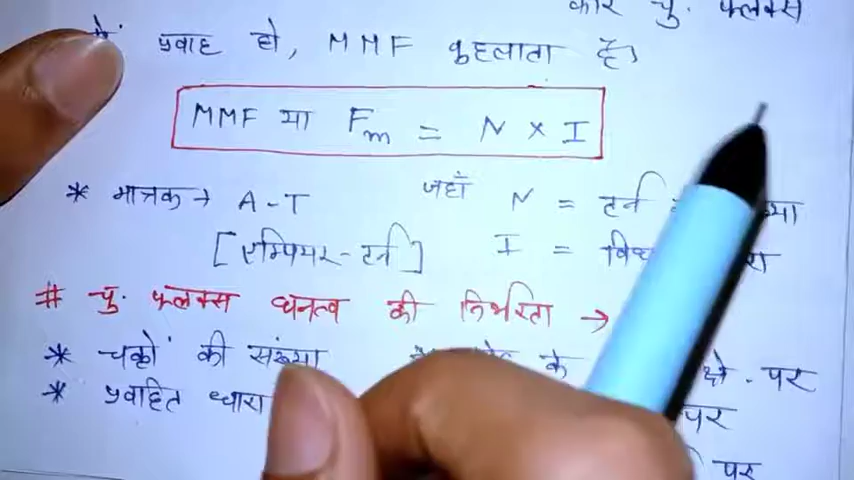 कार चु. फ्लक्स
प्रवाह हो, MMF कहलाता है।
MMF या Fm = N × I
* मात्रक → A-T जहाँ N = टर्न
[एम्पियर-टर्न] I =
# चु. फ्लक्स घनत्व की निर्भरता →
* चक्रों की संख्या के क्षे. पर
* प्रवाहित धारा पर
पर